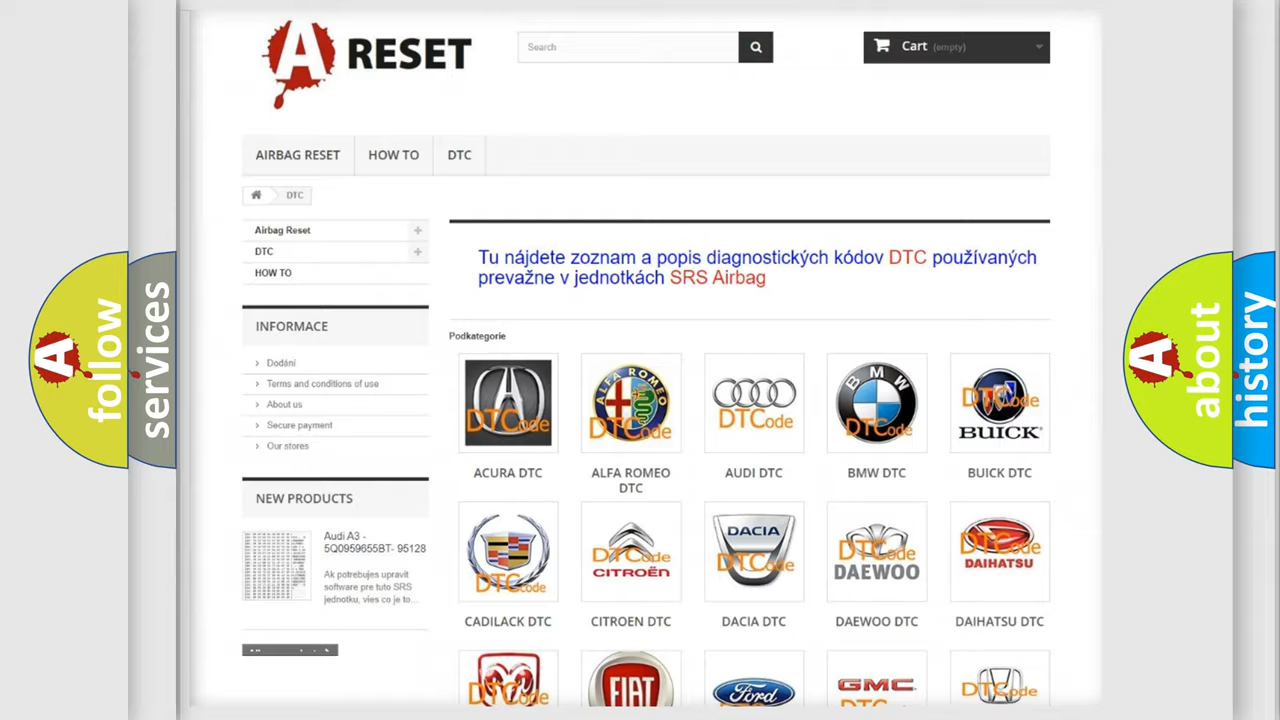 A RESET
Search
Cart (empty)
AIRBAG RESET
HOW TO
DTC
DTC
Airbag Reset
DTC
HOW TO
INFORMACE
Dodání
Terms and conditions of use
About us
Secure payment
Our stores
NEW PRODUCTS
Audi A3 -
5Q0959655BT- 95128
Ak potrebujes upravit
software pre tuto SRS
jednotku, vies co je to...
Tu nájdete zoznam a popis diagnostických kódov DTC používaných
prevažne v jednotkách SRS Airbag
Podkategorie
DTCode
ALFA ROMEO
DTCode
DTCode
BMW
DTCode
DTCode
BUICK
ACURA DTC
ALFA ROMEO
DTC
AUDI DTC
BMW DTC
BUICK DTC
DTCode
DTCode
CITROËN
DACIA
DTCode
DTCode
DAEWOO
DTCode
DAIHATSU
CADILACK DTC
CITROEN DTC
DACIA DTC
DAEWOO DTC
DAIHATSU DTC
DTCode
FIAT
Ford
GMC
DTCode
A follow
services
A about
history